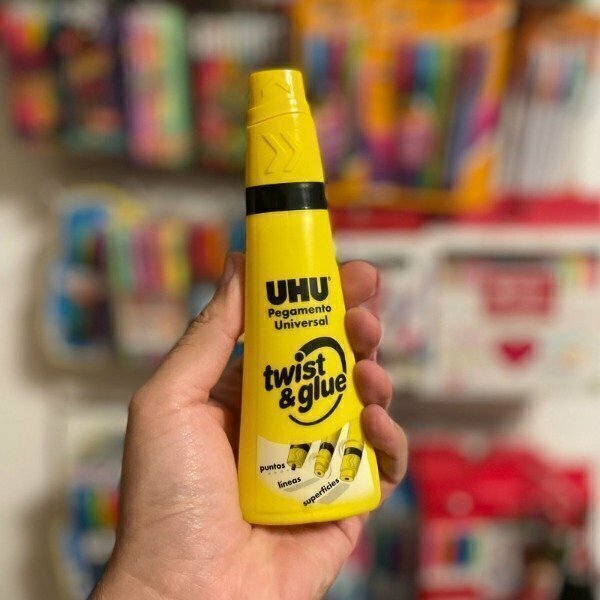 UHU®
Pegamento
Universal
twist
& glue
puntos
líneas
superficies